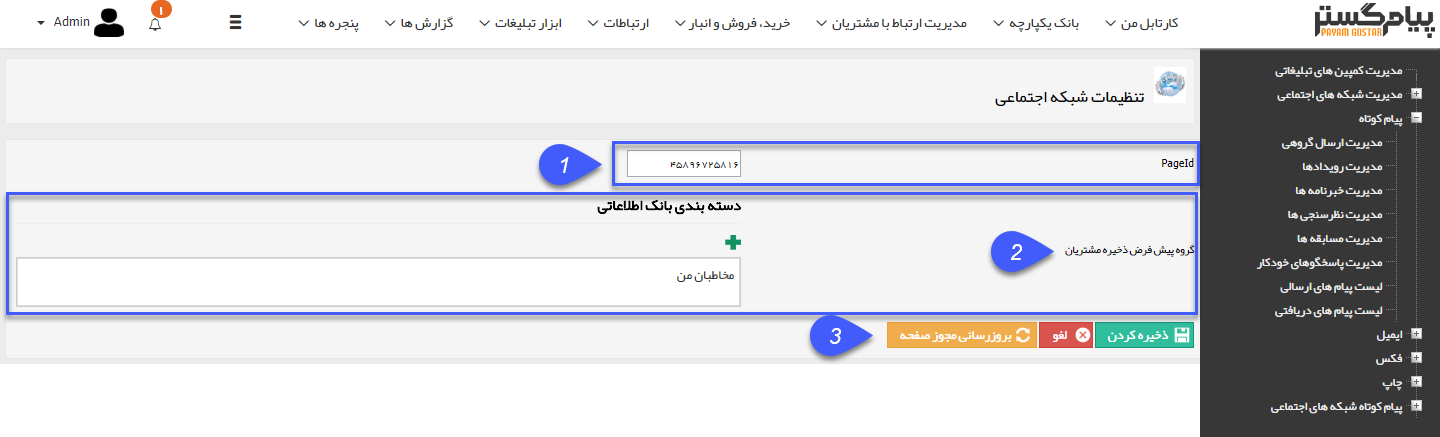 پیام‌گستر
PAYAM GOSTAR
کارتابل من
بانک یکپارچه
مدیریت ارتباط با مشتریان
خرید، فروش و انبار
ارتباطات
ابزار تبلیغات
گزارش ها
پنجره ها
۱
Admin
مدیریت کمپین های تبلیغاتی
مدیریت شبکه های اجتماعی
پیام کوتاه
مدیریت ارسال گروهی
مدیریت رویدادها
مدیریت خبرنامه ها
مدیریت نظرسنجی ها
مدیریت مسابقه ها
مدیریت پاسخگوهای خودکار
لیست پیام های ارسالی
لیست پیام های دریافتی
ایمیل
فکس
چاپ
پیام کوتاه شبکه های اجتماعی
تنظیمات شبکه اجتماعی
PageId
۴۵۸۹۶۷۲۵۸۱۶
1
دسته بندی بانک اطلاعاتی
گروه پیش فرض ذخیره مشتریان
2
مخاطبان من
ذخیره کردن
لغو
بروزرسانی مجوز صفحه
3